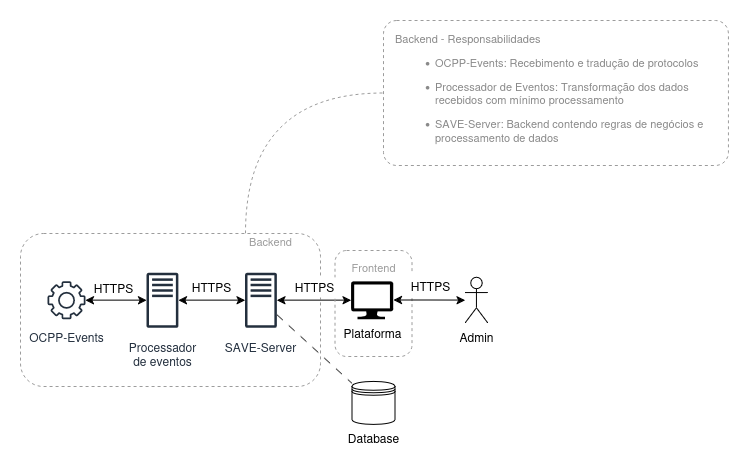 Backend - Responsabilidades
OCPP-Events: Recebimento e tradução de protocolos
Processador de Eventos: Transformação dos dados
recebidos com mínimo processamento
SAVE-Server: Backend contendo regras de negócios e
processamento de dados
Backend
Frontend
HTTPS
HTTPS
HTTPS
HTTPS
OCPP-Events
Processador
de eventos
SAVE-Server
Plataforma
Admin
Database